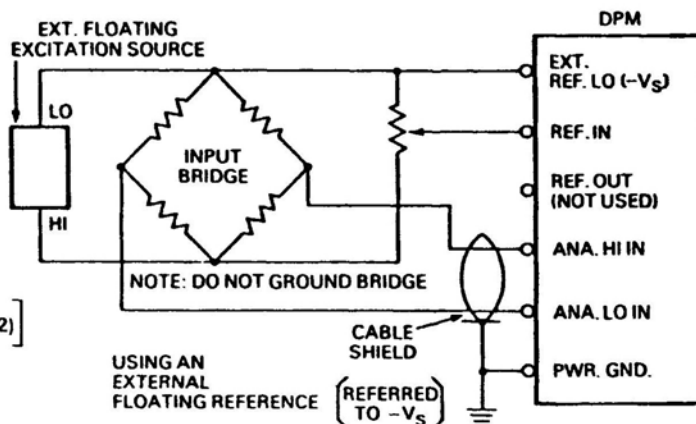 EXT. FLOATING
EXCITATION SOURCE
DPM
LO
HI
INPUT
BRIDGE
EXT.
REF. LO (-VS)
REF. IN
REF. OUT
(NOT USED)
ANA. HI IN
ANA. LO IN
PWR. GND.
NOTE: DO NOT GROUND BRIDGE
2)
CABLE
SHIELD
USING AN
EXTERNAL
FLOATING REFERENCE
(REFERRED
TO -VS)